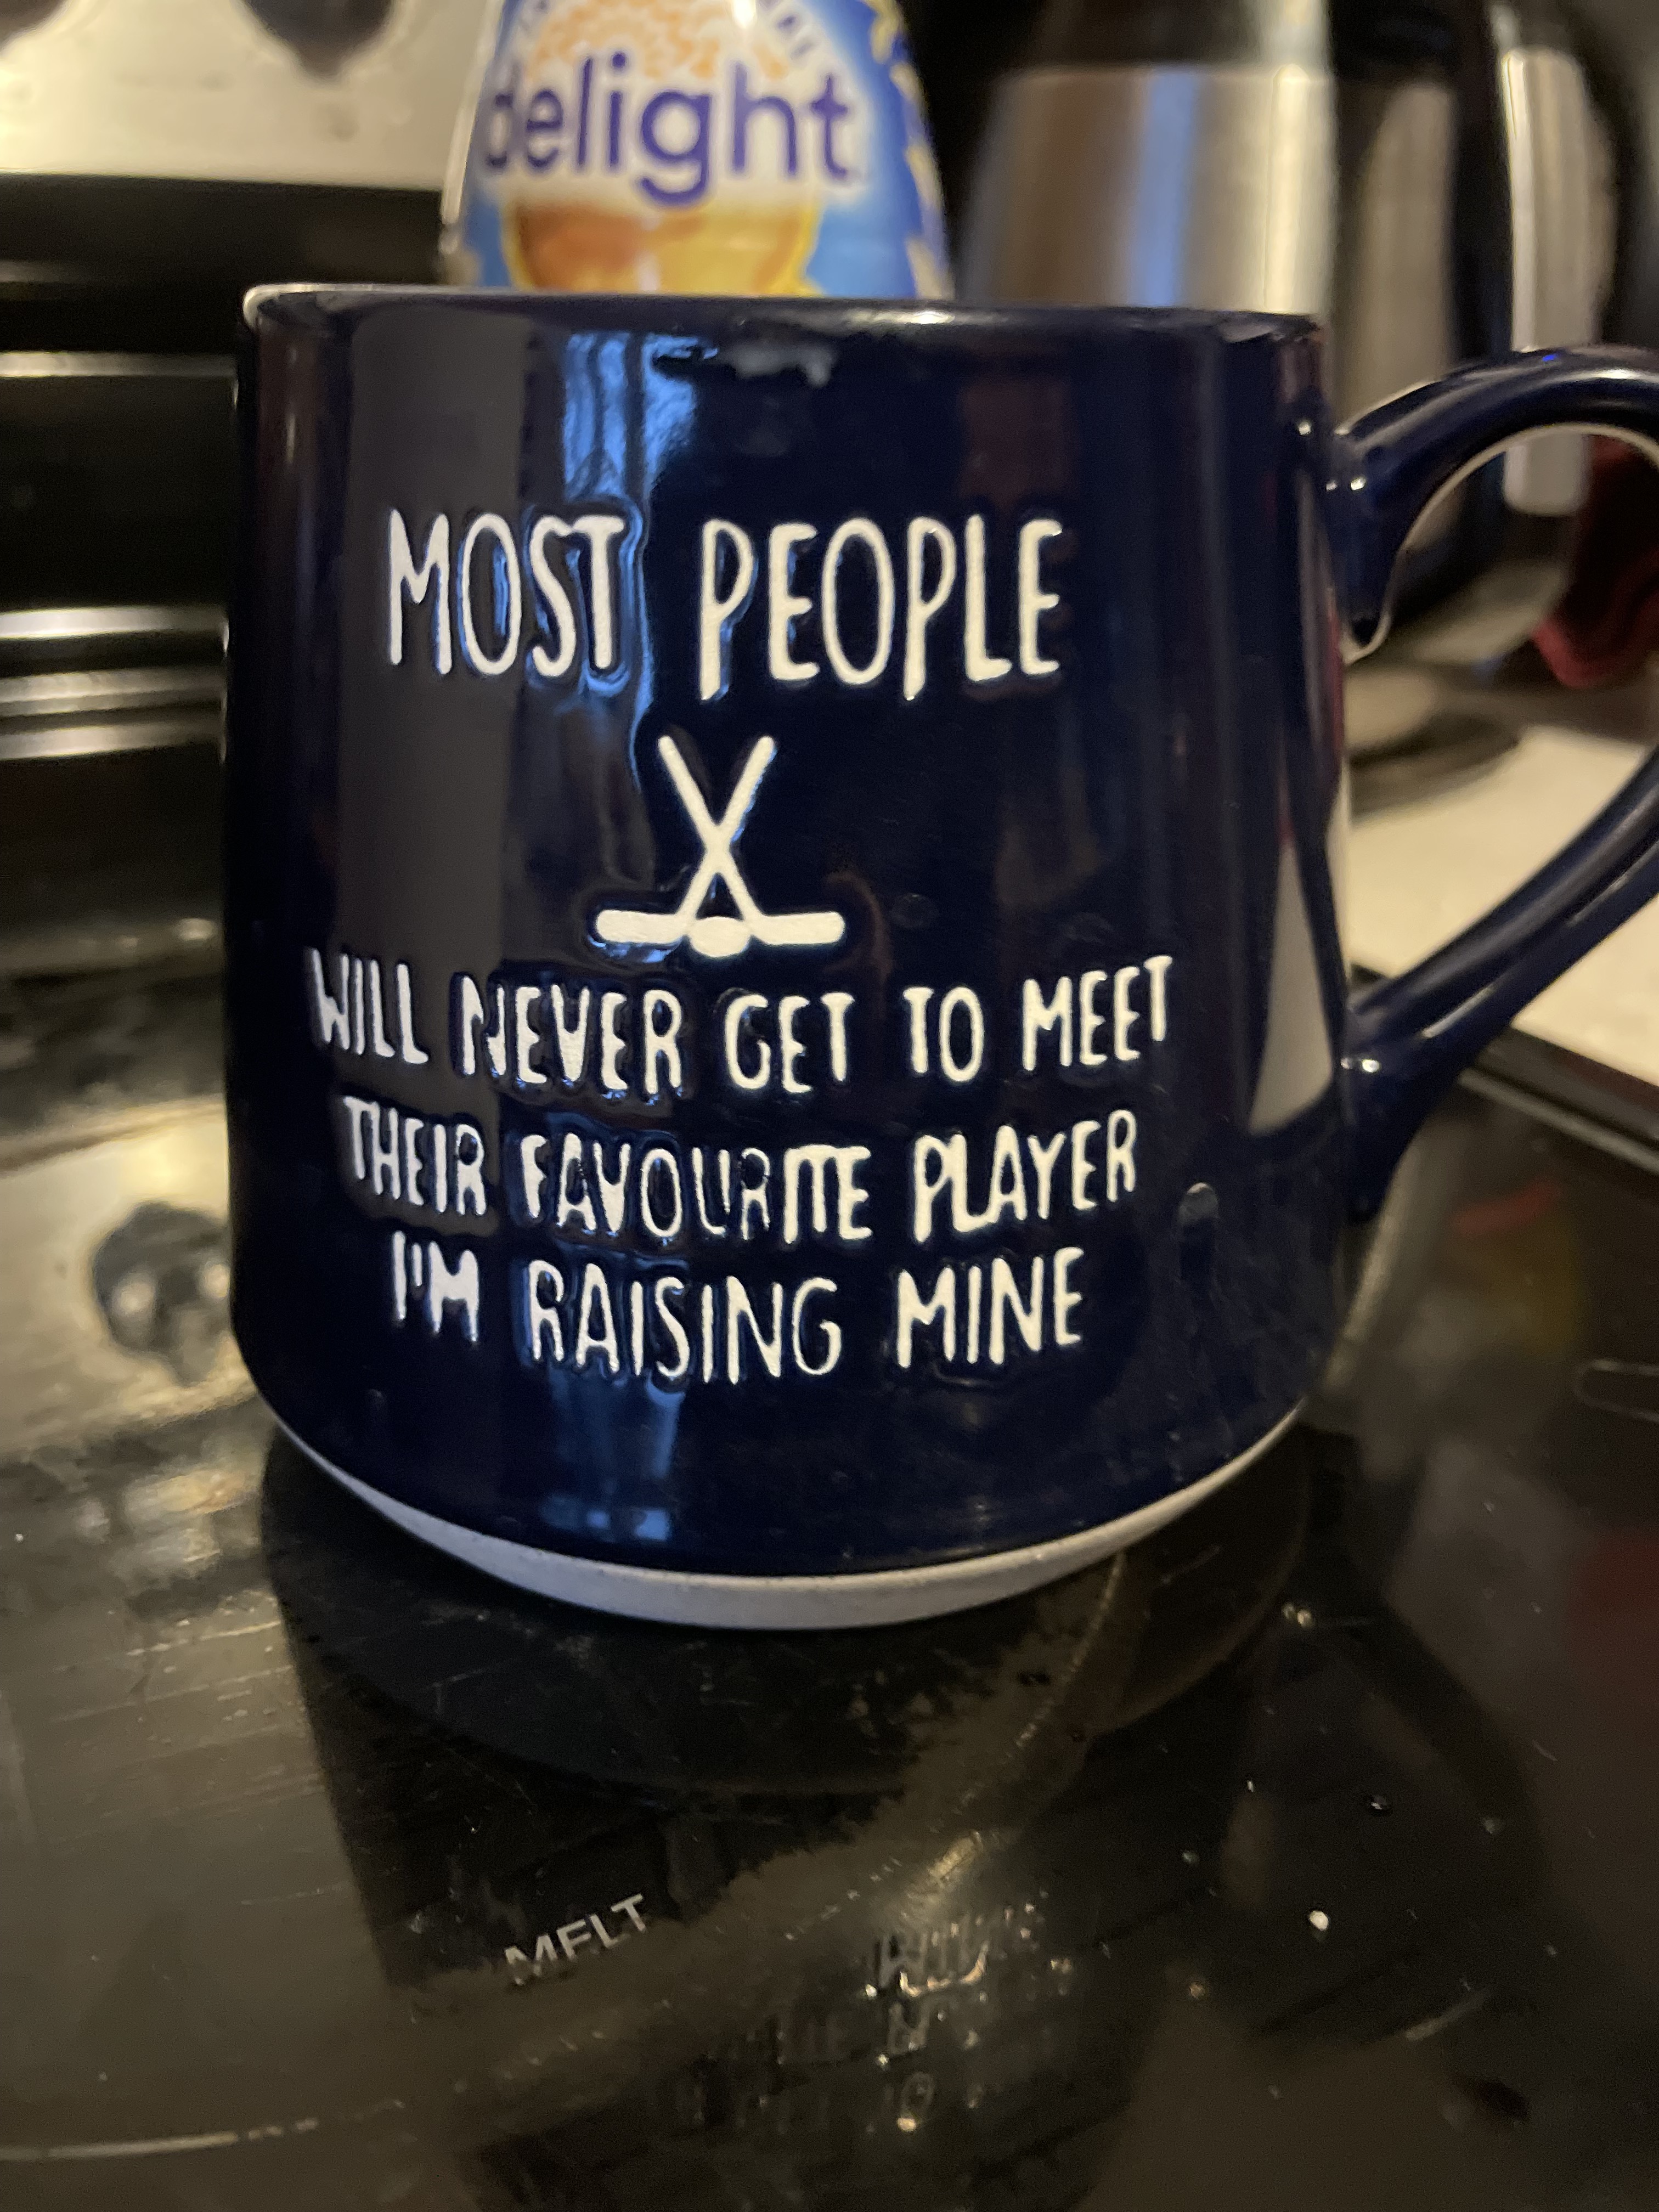 delight
MOST PEOPLE
WILL NEVER GET TO MEET
THEIR FAVOURITE PLAYER
I'M RAISING MINE
MELT